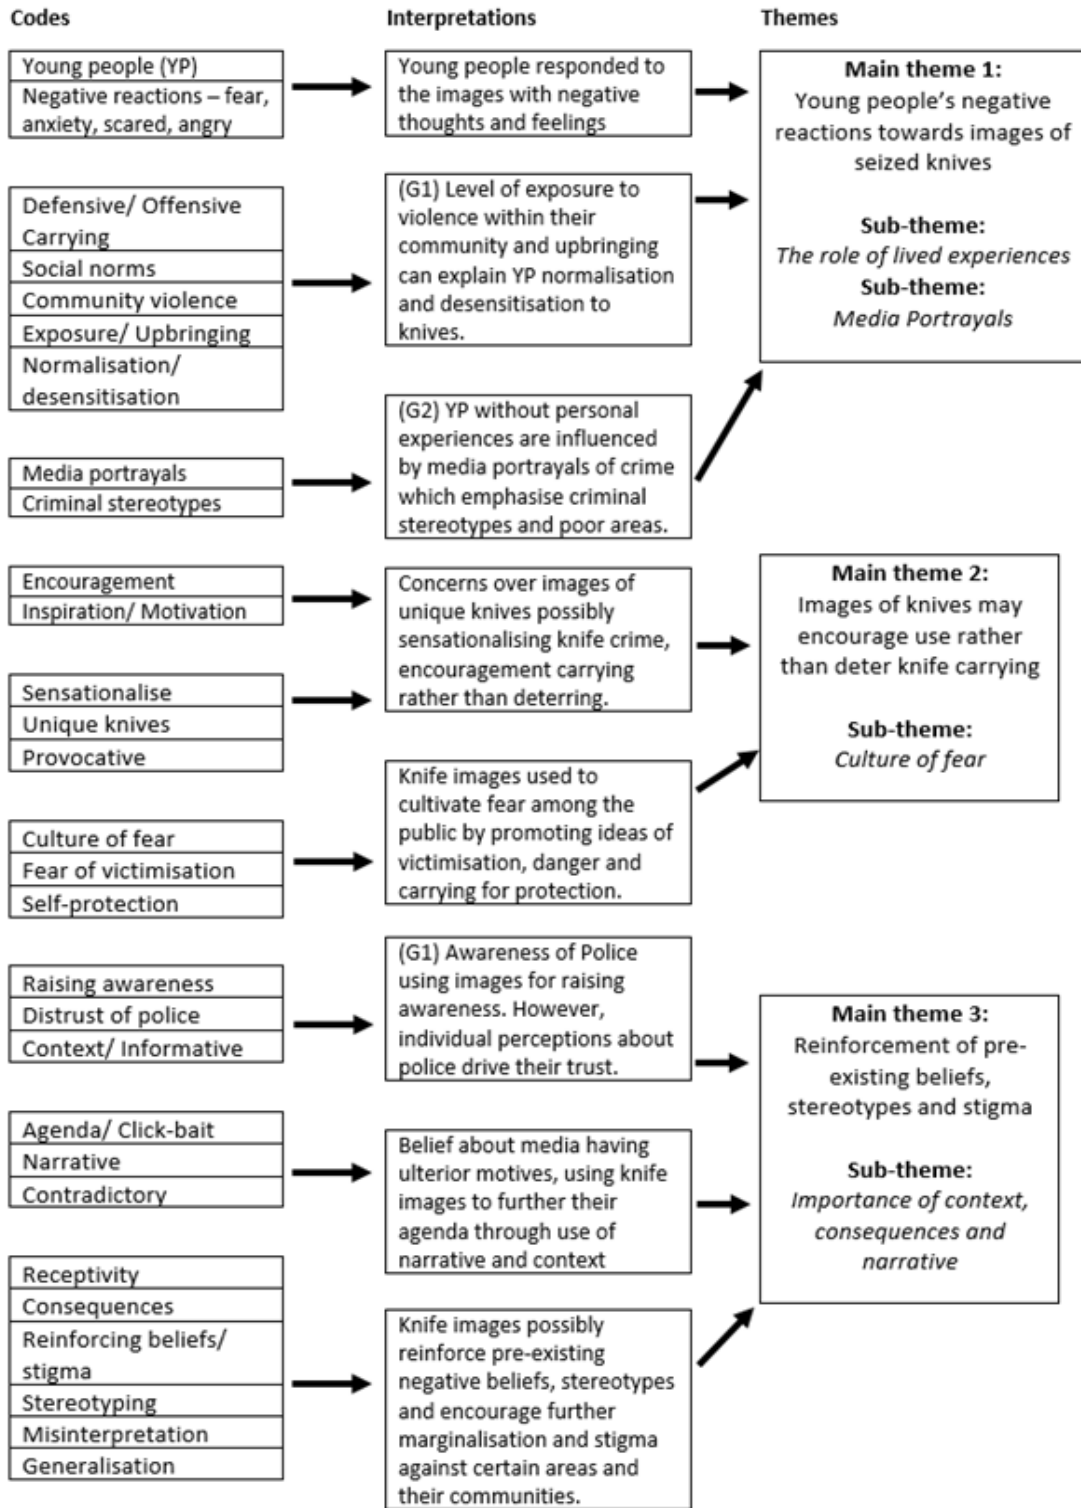 Codes
Interpretations
Themes
Young people (YP)
Negative reactions – fear,
anxiety, scared, angry
Young people responded to
the images with negative
thoughts and feelings
Main theme 1:
Young people’s negative
reactions towards images of
seized knives
Sub-theme:
The role of lived experiences
Sub-theme:
Media Portrayals
Defensive/ Offensive
Carrying
Social norms
Community violence
Exposure/ Upbringing
Normalisation/
desensitisation
(G1) Level of exposure to
violence within their
community and upbringing
can explain YP normalisation
and desensitisation to
knives.
Media portrayals
Criminal stereotypes
(G2) YP without personal
experiences are influenced
by media portrayals of crime
which emphasise criminal
stereotypes and poor areas.
Encouragement
Inspiration/ Motivation
Sensationalise
Unique knives
Provocative
Concerns over images of
unique knives possibly
sensationalising knife crime,
encouragement carrying
rather than deterring.
Main theme 2:
Images of knives may
encourage use rather
than deter knife carrying
Sub-theme:
Culture of fear
Culture of fear
Fear of victimisation
Self-protection
Knife images used to
cultivate fear among the
public by promoting ideas of
victimisation, danger and
carrying for protection.
Raising awareness
Distrust of police
Context/ Informative
(G1) Awareness of Police
using images for raising
awareness. However,
individual perceptions about
police drive their trust.
Main theme 3:
Reinforcement of pre-
existing beliefs,
stereotypes and stigma
Sub-theme:
Importance of context,
consequences and
narrative
Agenda/ Click-bait
Narrative
Contradictory
Belief about media having
ulterior motives, using knife
images to further their
agenda through use of
narrative and context
Receptivity
Consequences
Reinforcing beliefs/
stigma
Stereotyping
Misinterpretation
Generalisation
Knife images possibly
reinforce pre-existing
negative beliefs, stereotypes
and encourage further
marginalisation and stigma
against certain areas and
their communities.